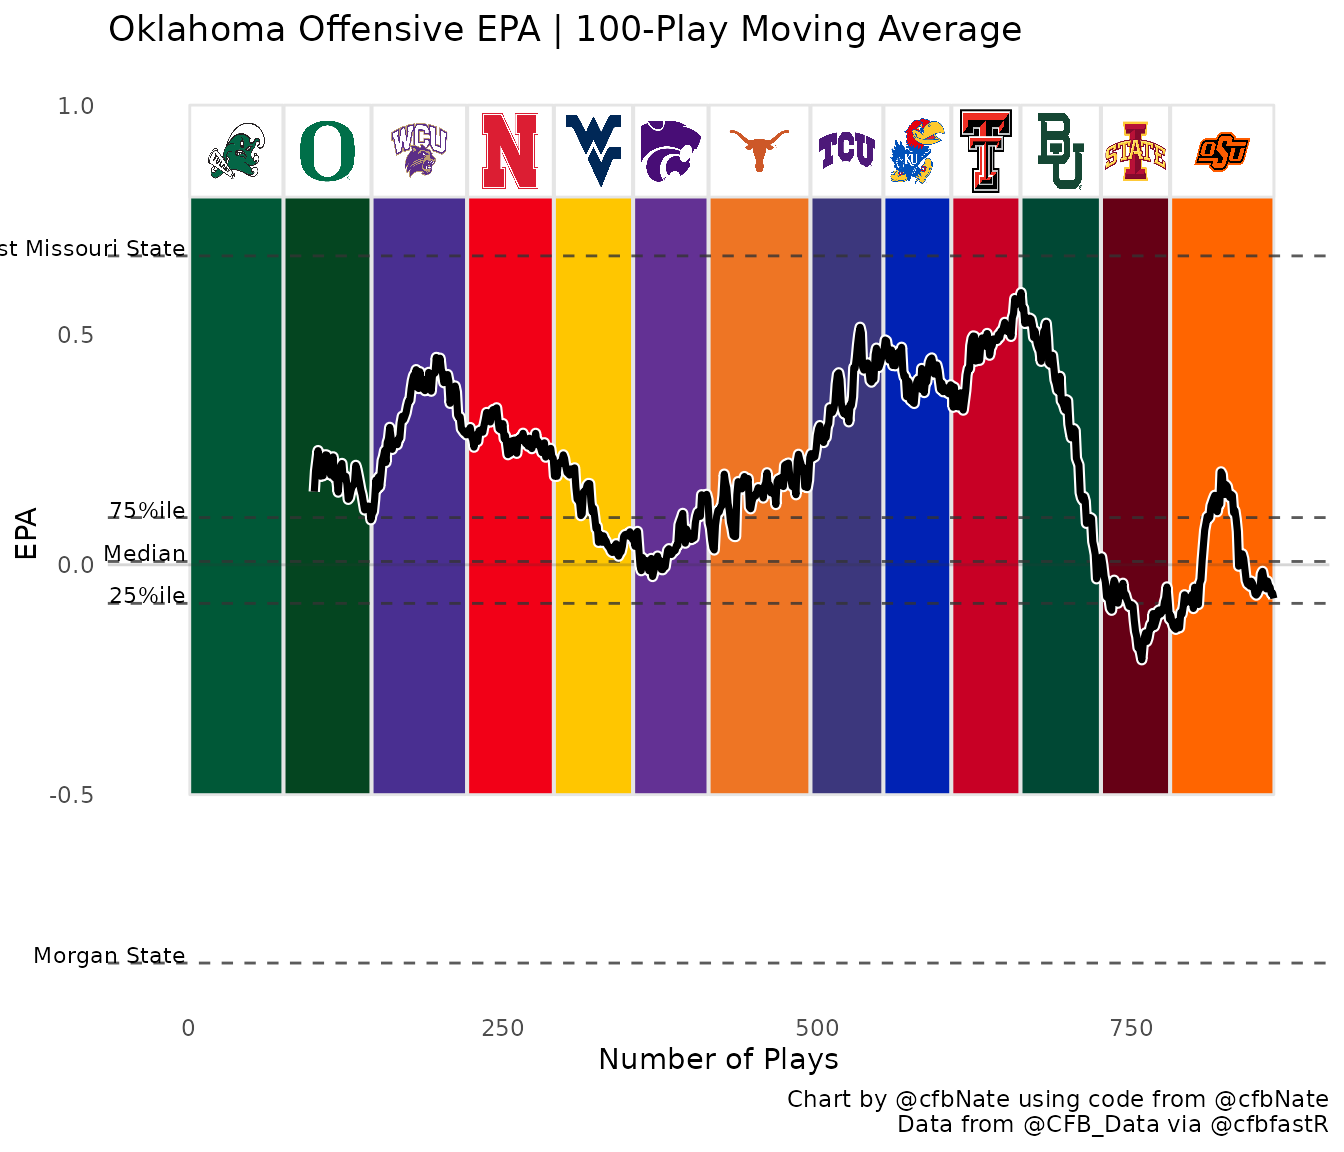 Oklahoma Offensive EPA | 100-Play Moving Average
1.0
WCU
TCU
KU
BU
STATE
OSU
st Missouri State
0.5
75%ile
Median
0.0
25%ile
EPA
-0.5
Morgan State
0 250 500 750
Number of Plays
Chart by @cfbNate using code from @cfbNate
Data from @CFB_Data via @cfbfastR